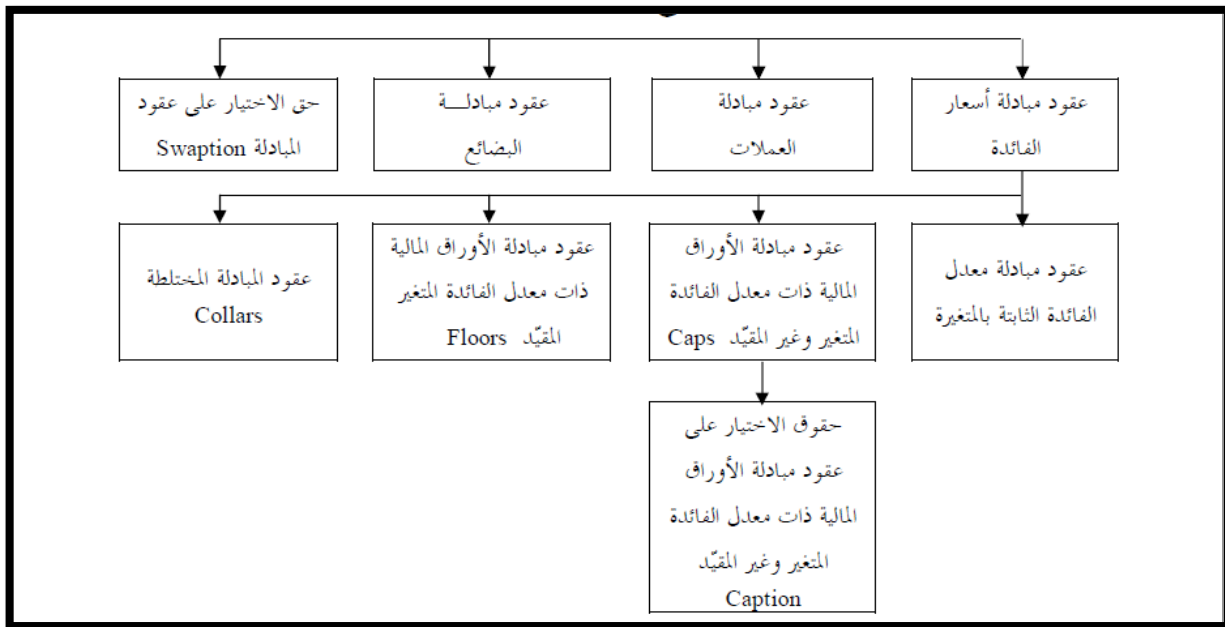 عقود مبادلة أسعار
الفائدة
عقود مبادلة
العملات
عقود مبادلــة
البضائع
حق الاختيار على عقود
المبادلة Swaption
عقود مبادلة معدل
الفائدة الثابتة بالمتغيرة
عقود مبادلة الأوراق
المالية ذات معدل الفائدة
المتغير وغير المقيّد Caps
عقود مبادلة الأوراق المالية
ذات معدل الفائدة المتغير
المقيّد Floors
عقود المبادلة المختلطة
Collars
حقوق الاختيار على
عقود مبادلة الأوراق
المالية ذات معدل الفائدة
المتغير وغير المقيّد
Caption